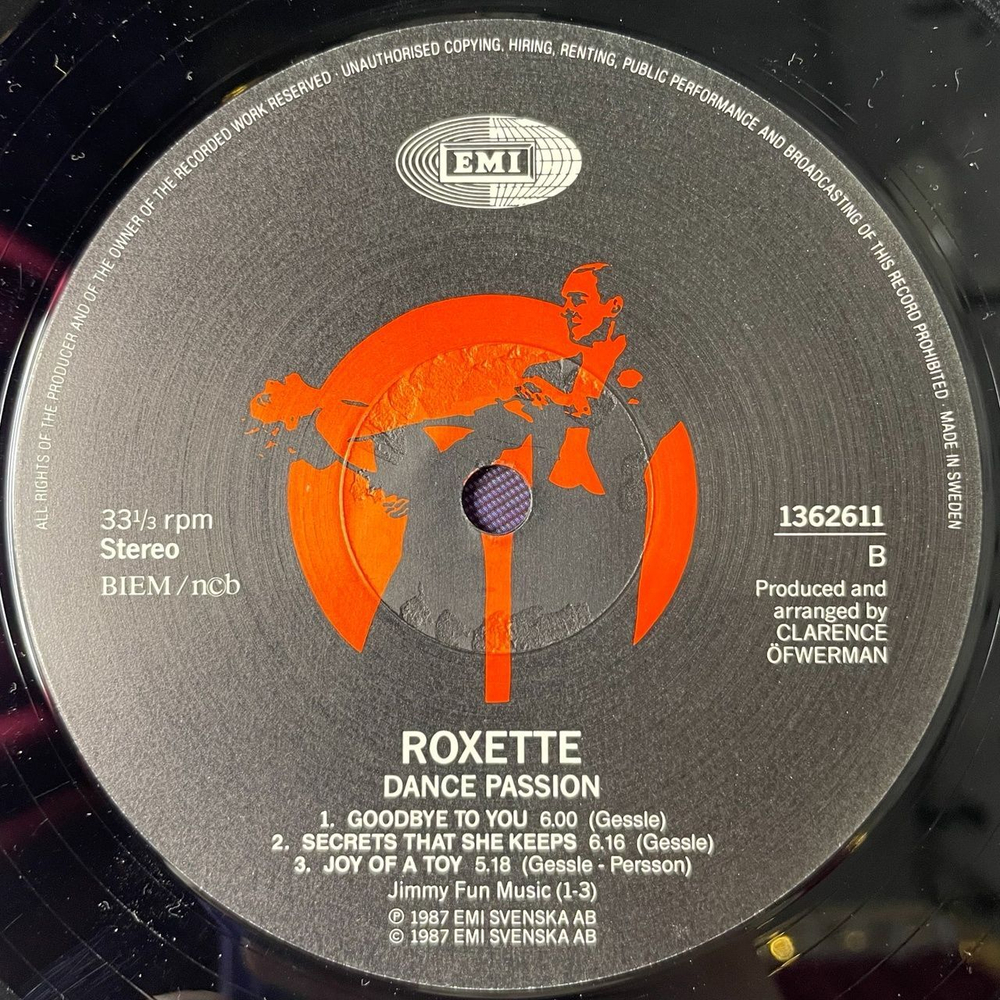 ALL RIGHTS OF THE PRODUCER AND OF THE OWNER OF THE RECORDED WORK RESERVED · UNAUTHORISED COPYING, HIRING, RENTING, PUBLIC PERFORMANCE AND BROADCASTING OF THIS RECORD PROHIBITED · MADE IN SWEDEN
EMI
33⅓ rpm
Stereo
BIEM / n©b
1362611
B
Produced and
arranged by
CLARENCE
ÖFWERMAN
ROXETTE
DANCE PASSION
1. GOODBYE TO YOU 6.00 (Gessle)
2. SECRETS THAT SHE KEEPS 6.16 (Gessle)
3. JOY OF A TOY 5.18 (Gessle - Persson)
Jimmy Fun Music (1-3)
℗ 1987 EMI SVENSKA AB
© 1987 EMI SVENSKA AB